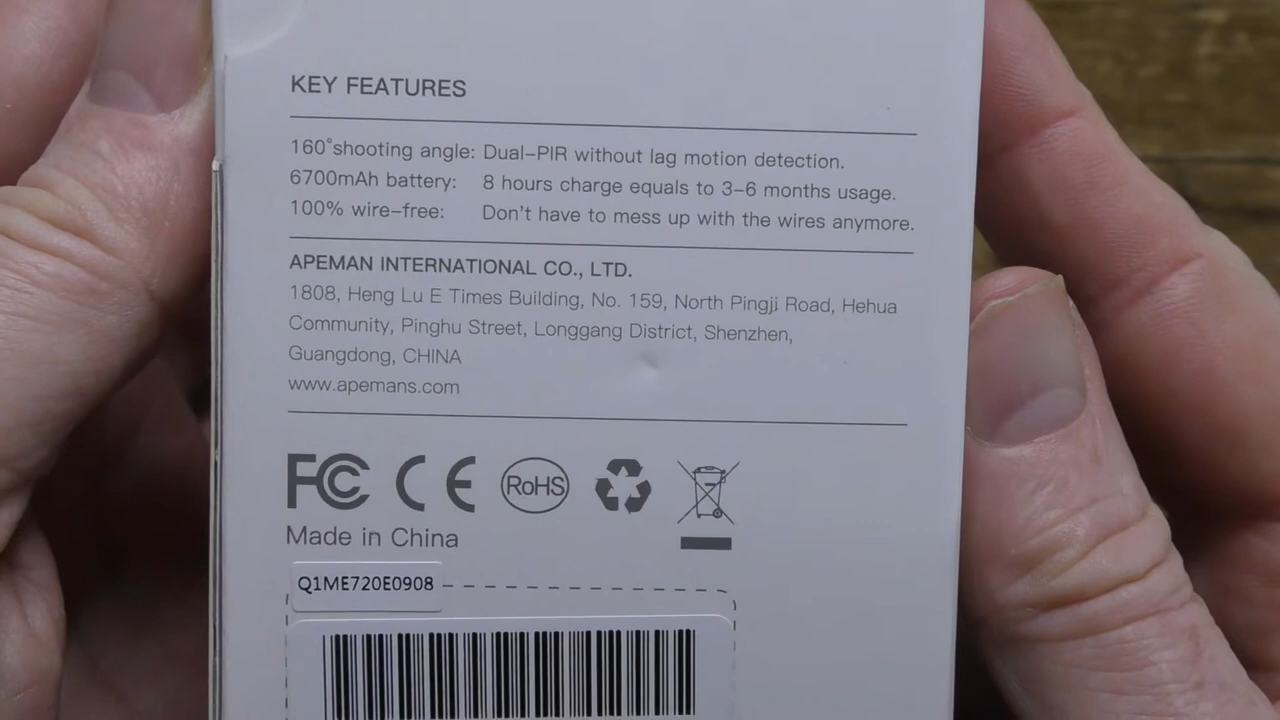 KEY FEATURES
160°shooting angle: Dual-PIR without lag motion detection.
6700mAh battery: 8 hours charge equals to 3-6 months usage.
100% wire-free: Don't have to mess up with the wires anymore.
APEMAN INTERNATIONAL CO., LTD.
1808, Heng Lu E Times Building, No. 159, North Pingji Road, Hehua
Community, Pinghu Street, Longgang District, Shenzhen,
Guangdong, CHINA
www.apemans.com
FC CE RoHS
Made in China
Q1ME720E0908